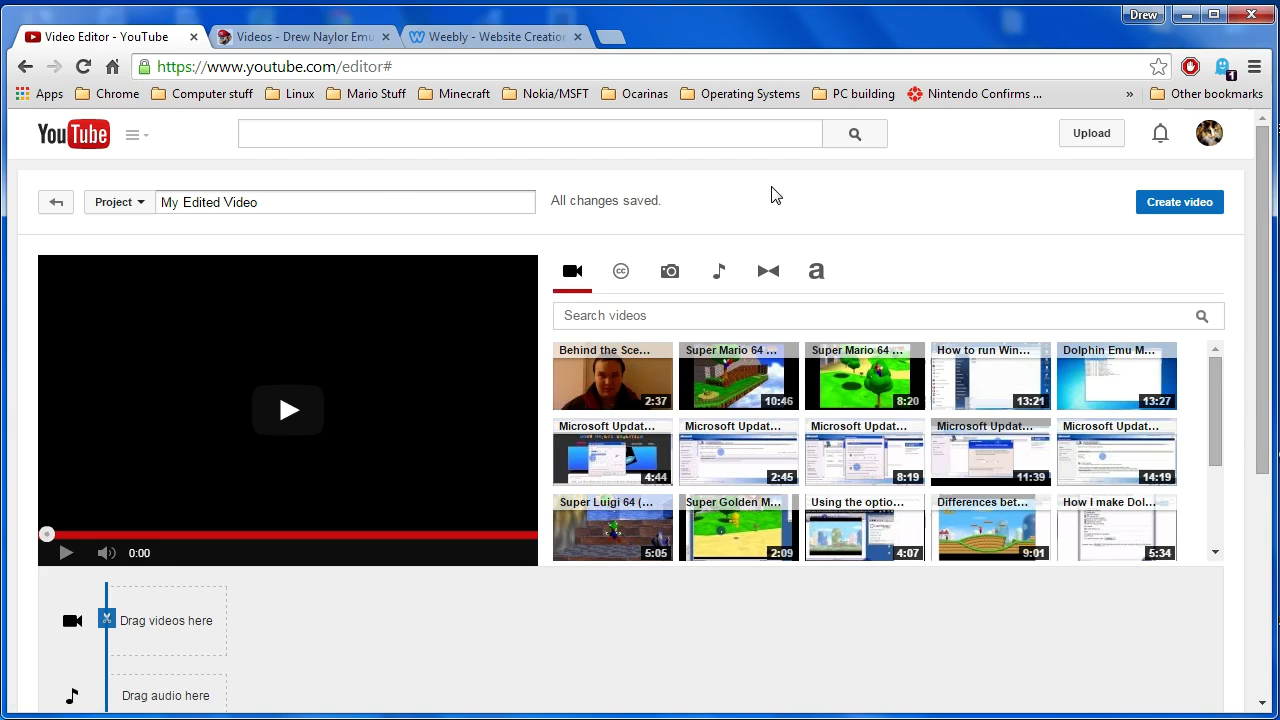 Drew
Video Editor - YouTube
Videos - Drew Naylor Emu
Weebly - Website Creation
https://www.youtube.com/editor#
1
Apps
Chrome
Computer stuff
Linux
Mario Stuff
Minecraft
Nokia/MSFT
Ocarinas
Operating Systems
PC building
Nintendo Confirms ...
»
Other bookmarks
YouTube
Upload
Project
My Edited Video
All changes saved.
Create video
cc
a
Search videos
Behind the Sce...
2:37
Super Mario 64 ...
10:46
Super Mario 64 ...
8:20
How to run Win...
13:21
Dolphin Emu M...
13:27
Microsoft Updat...
4:44
Microsoft Updat...
2:45
Microsoft Updat...
8:19
Microsoft Updat...
11:39
Microsoft Updat...
14:19
Super Luigi 64 (...
5:05
Super Golden M...
2:09
Using the optio...
4:07
Differences bet...
9:01
How I make Dol...
5:34
0:00
Drag videos here
Drag audio here